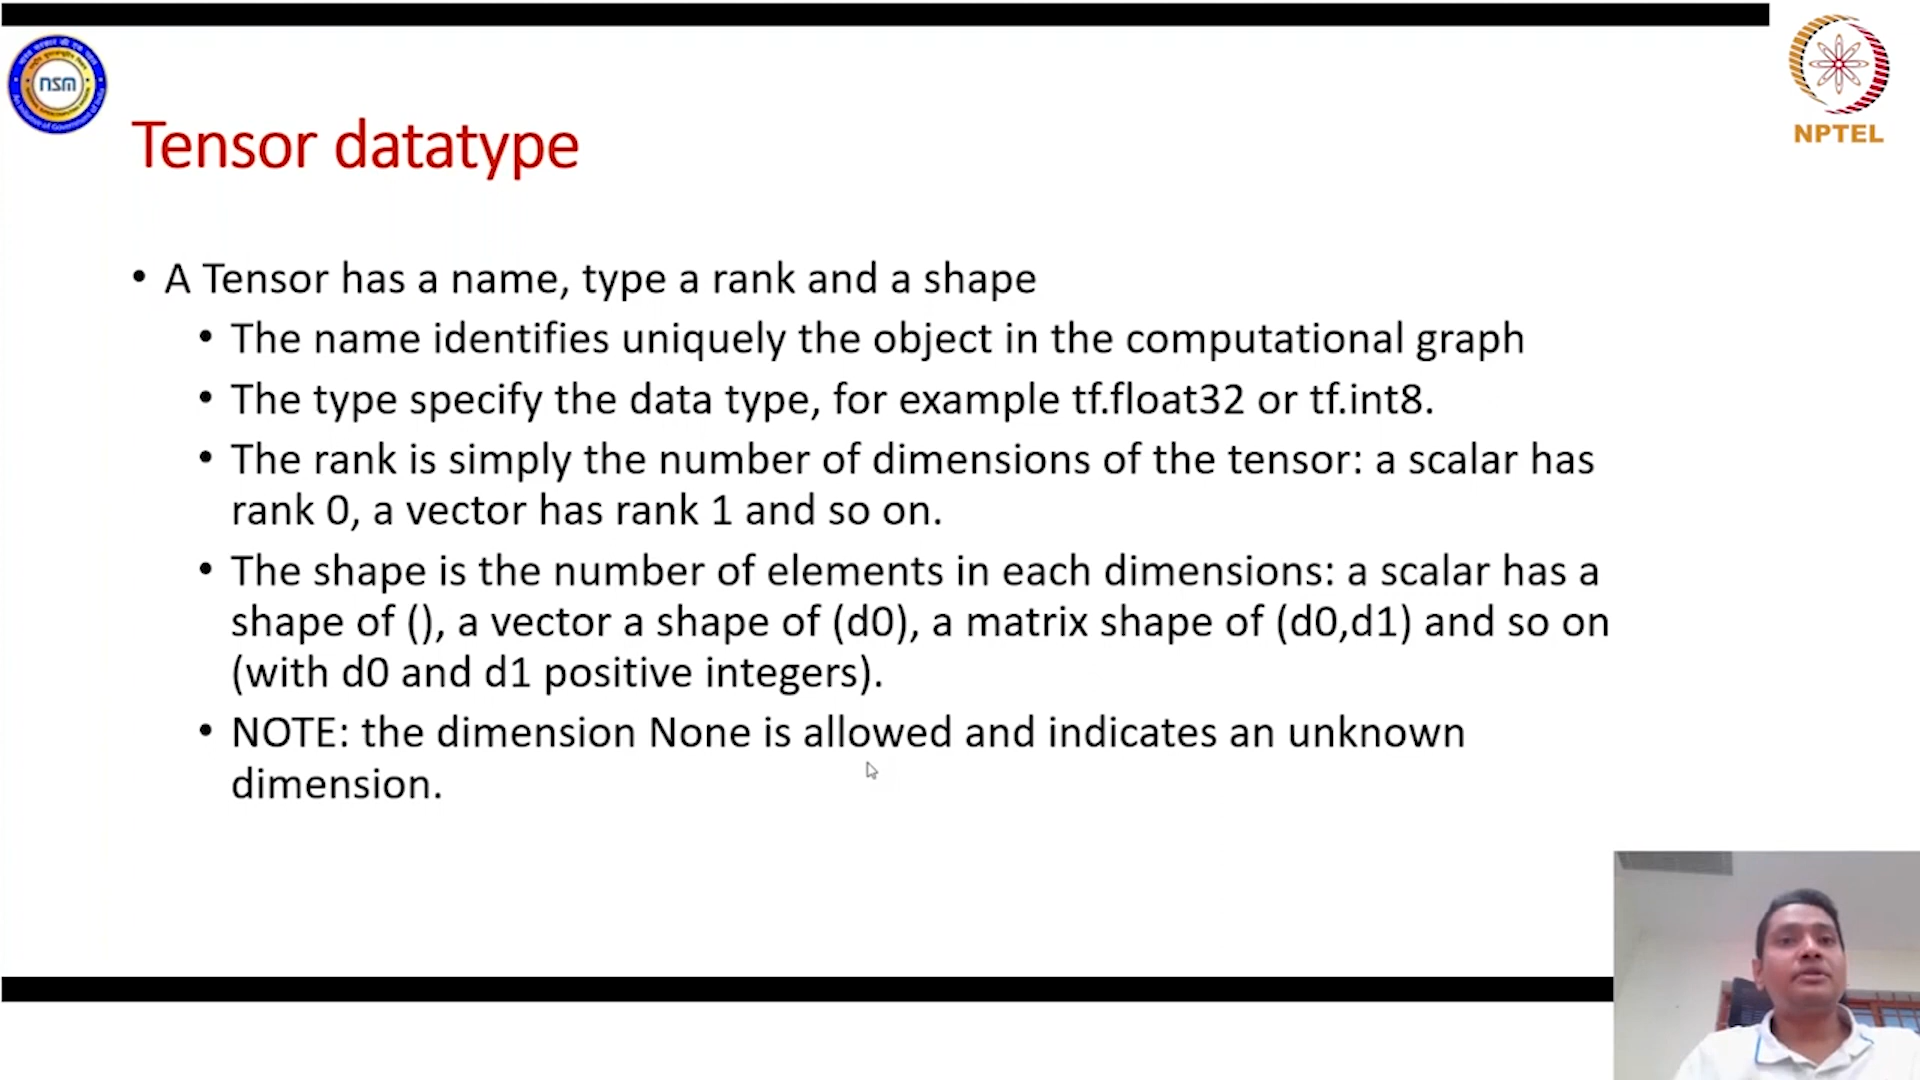 nsm
NPTEL
Tensor datatype
• A Tensor has a name, type a rank and a shape
• The name identifies uniquely the object in the computational graph
• The type specify the data type, for example tf.float32 or tf.int8.
• The rank is simply the number of dimensions of the tensor: a scalar has
rank 0, a vector has rank 1 and so on.
• The shape is the number of elements in each dimensions: a scalar has a
shape of (), a vector a shape of (d0), a matrix shape of (d0,d1) and so on
(with d0 and d1 positive integers).
• NOTE: the dimension None is allowed and indicates an unknown
dimension.